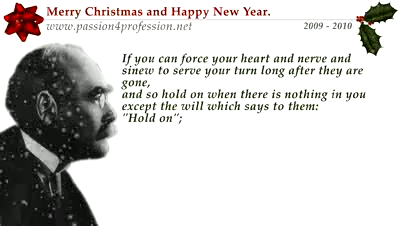 Merry Christmas and Happy New Year.
www.passion4profession.net
2009 - 2010
If you can force your heart and nerve and
sinew to serve your turn long after they are
gone,
and so hold on when there is nothing in you
except the will which says to them:
"Hold on";